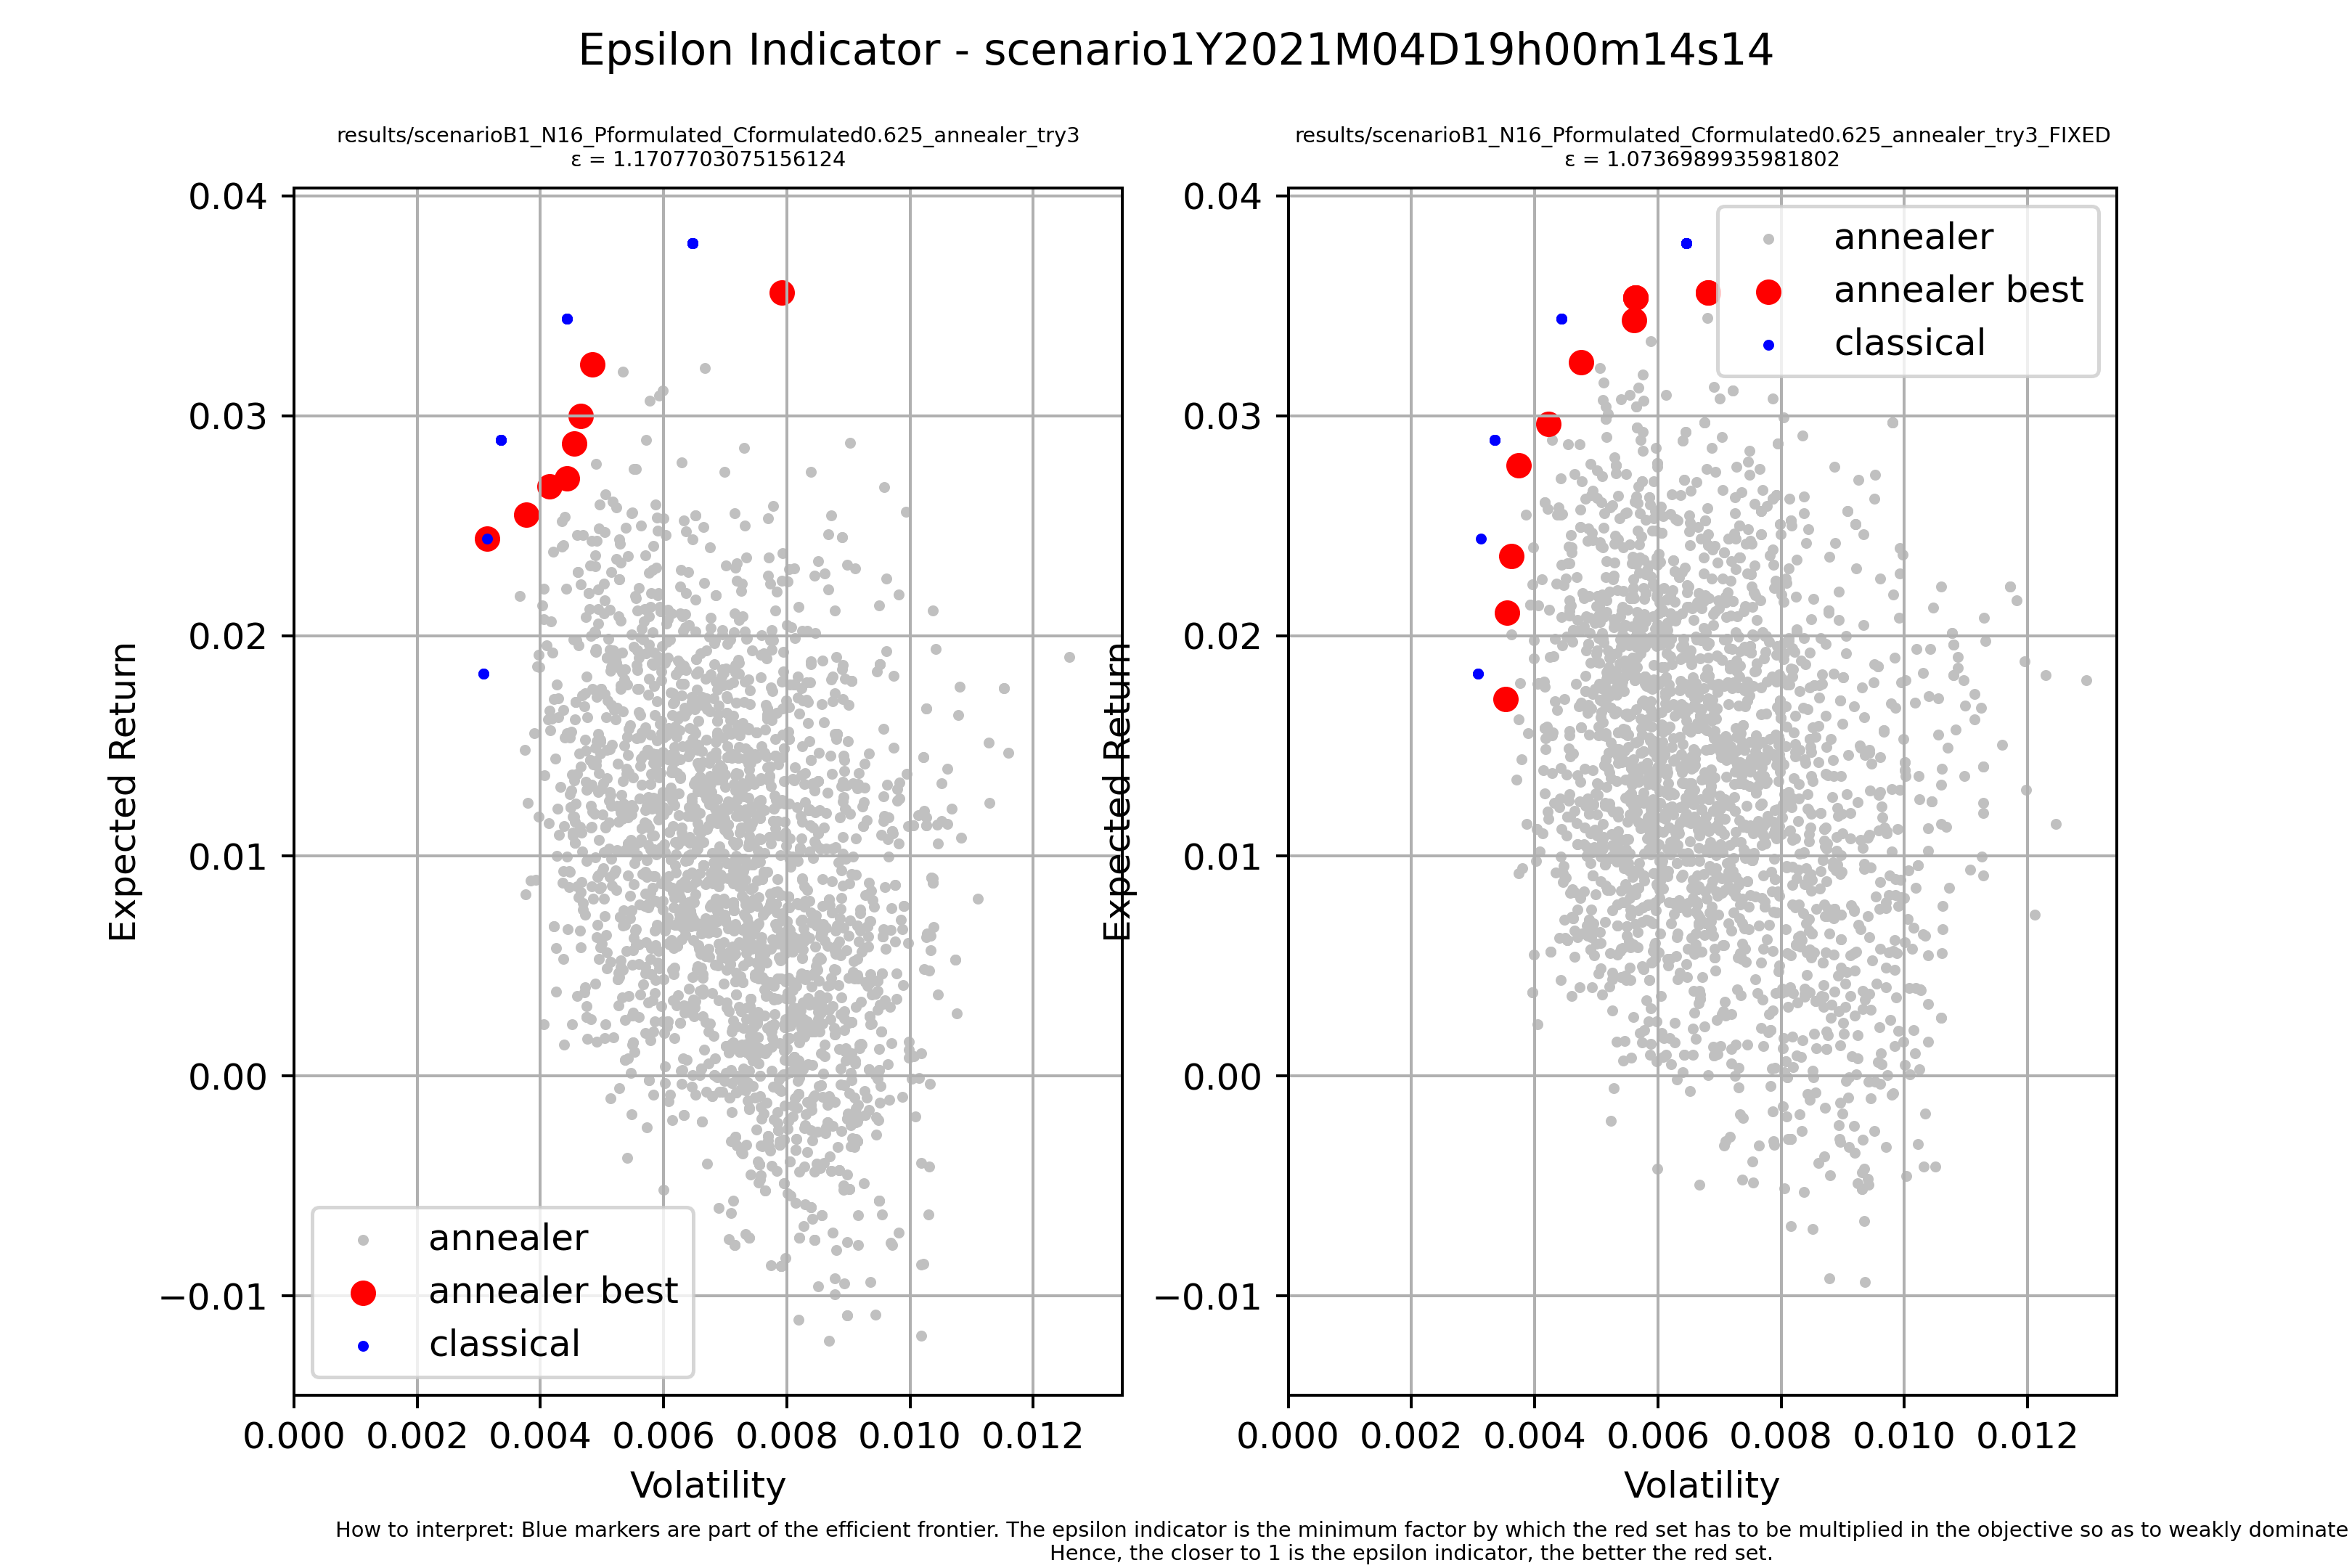 Epsilon Indicator - scenario1Y2021M04D19h00m14s14
results/scenarioB1_N16_Pformulated_Cformulated0.625_annealer_try3
ε = 1.1707703075156124
0.04
0.03
0.02
0.01
0.00
−0.01
Expected Return
annealer
annealer best
classical
0.000 0.002 0.004 0.006 0.008 0.010 0.012
Volatility
results/scenarioB1_N16_Pformulated_Cformulated0.625_annealer_try3_FIXED
ε = 1.0736989935981802
0.04
0.03
0.02
0.01
0.00
−0.01
Expected Return
annealer
annealer best
classical
0.000 0.002 0.004 0.006 0.008 0.010 0.012
Volatility
How to interpret: Blue markers are part of the efficient frontier. The epsilon indicator is the minimum factor by which the red set has to be multiplied in the objective so as to weakly dominate
Hence, the closer to 1 is the epsilon indicator, the better the red set.